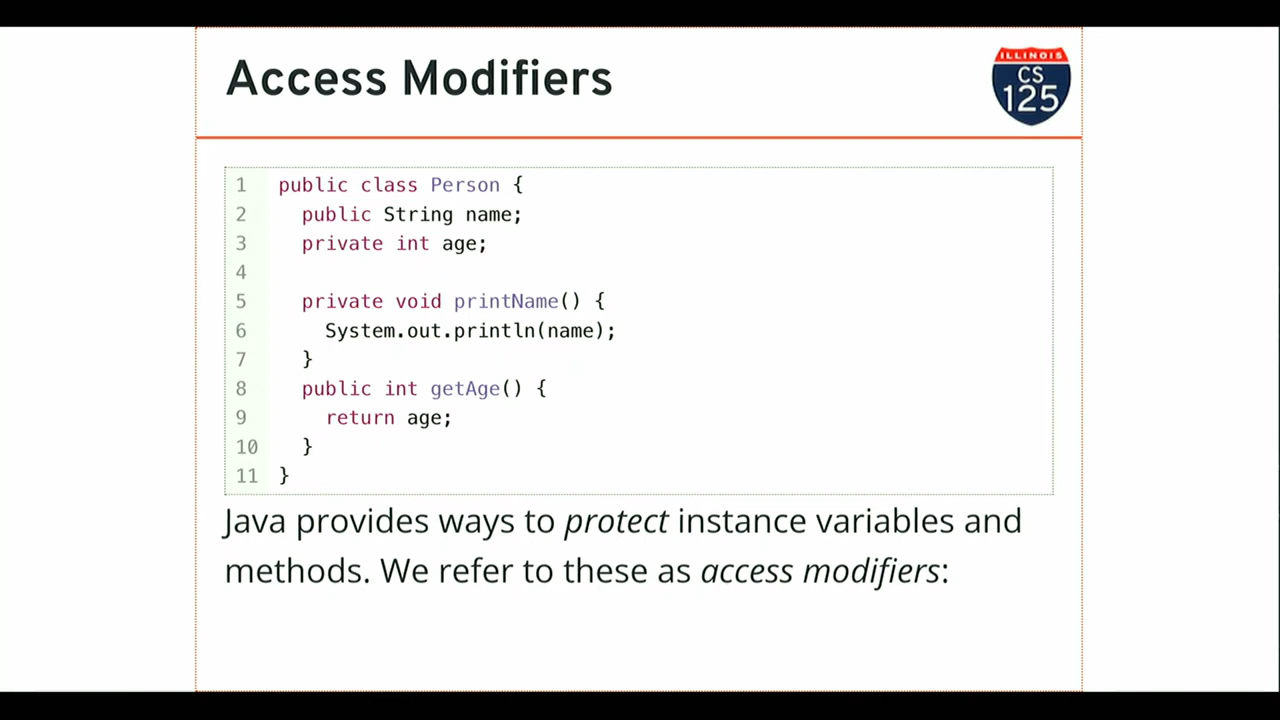 Access Modifiers
ILLINOIS
CS
125
1 public class Person {
2   public String name;
3   private int age;
4
5   private void printName() {
6     System.out.println(name);
7   }
8   public int getAge() {
9     return age;
10   }
11 }
Java provides ways to protect instance variables and
methods. We refer to these as access modifiers: